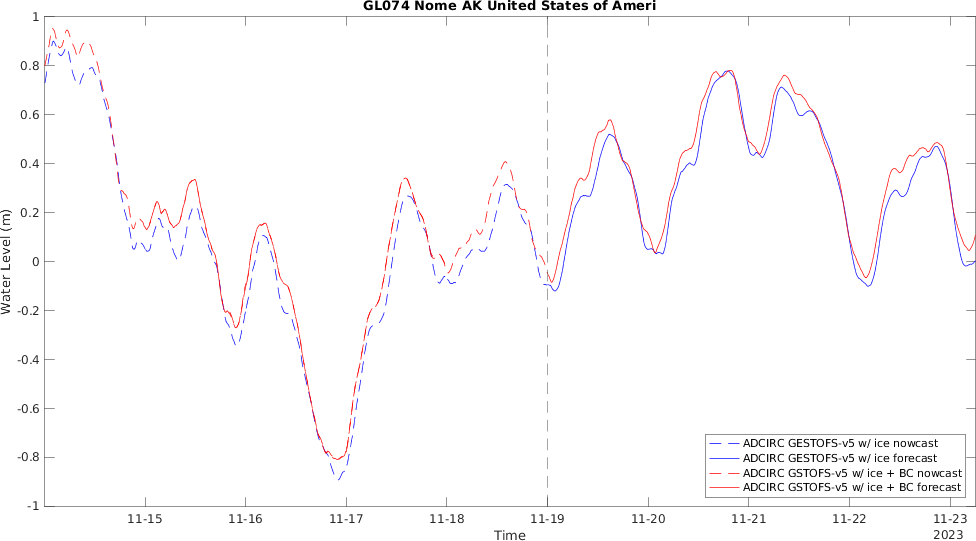 GL074 Nome AK United States of Ameri
Water Level (m)
1
0.8
0.6
0.4
0.2
0
-0.2
-0.4
-0.6
-0.8
-1
ADCIRC GESTOFS-v5 w/ ice nowcast
ADCIRC GESTOFS-v5 w/ ice forecast
ADCIRC GSTOFS-v5 w/ ice + BC nowcast
ADCIRC GSTOFS-v5 w/ ice + BC forecast
11-15 11-16 11-17 11-18 11-19 11-20 11-21 11-22 11-23
Time
2023